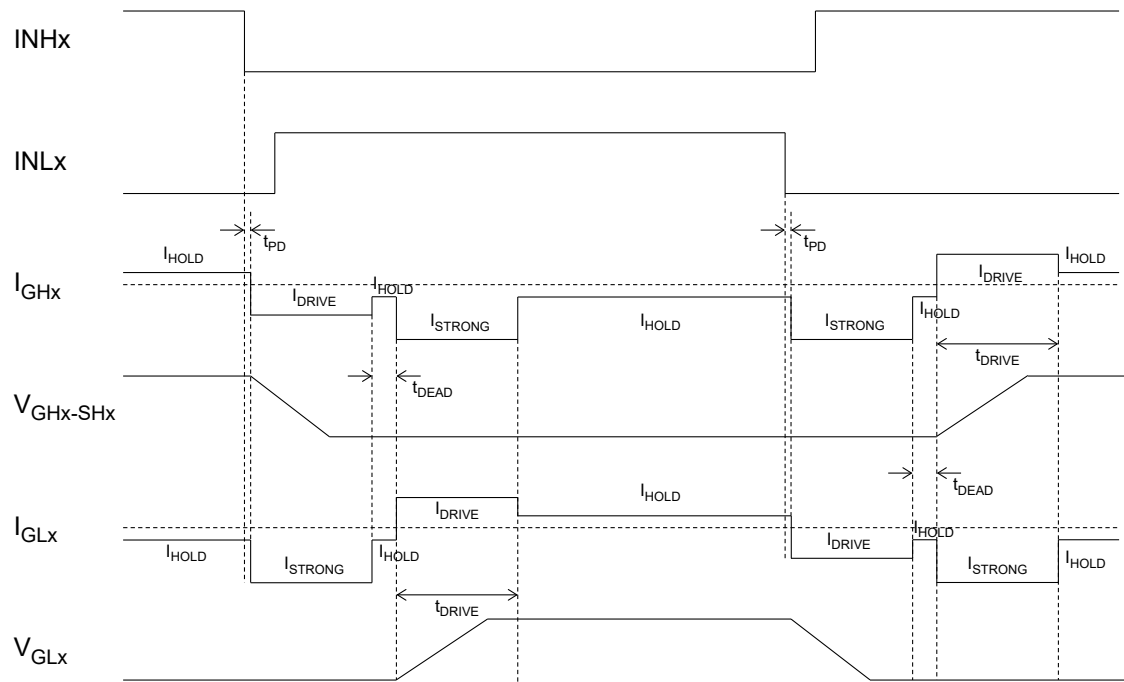 INHx
INLx
tPD
tPD
IHOLD
IHOLD
IGHx
IDRIVE
IHOLD
IDRIVE
IHOLD
ISTRONG
IHOLD
ISTRONG
tDRIVE
tDEAD
VGHx-SHx
tDEAD
IHOLD
IDRIVE
IGLx
IHOLD
IHOLD
IHOLD
IDRIVE
IHOLD
ISTRONG
ISTRONG
tDRIVE
VGLx